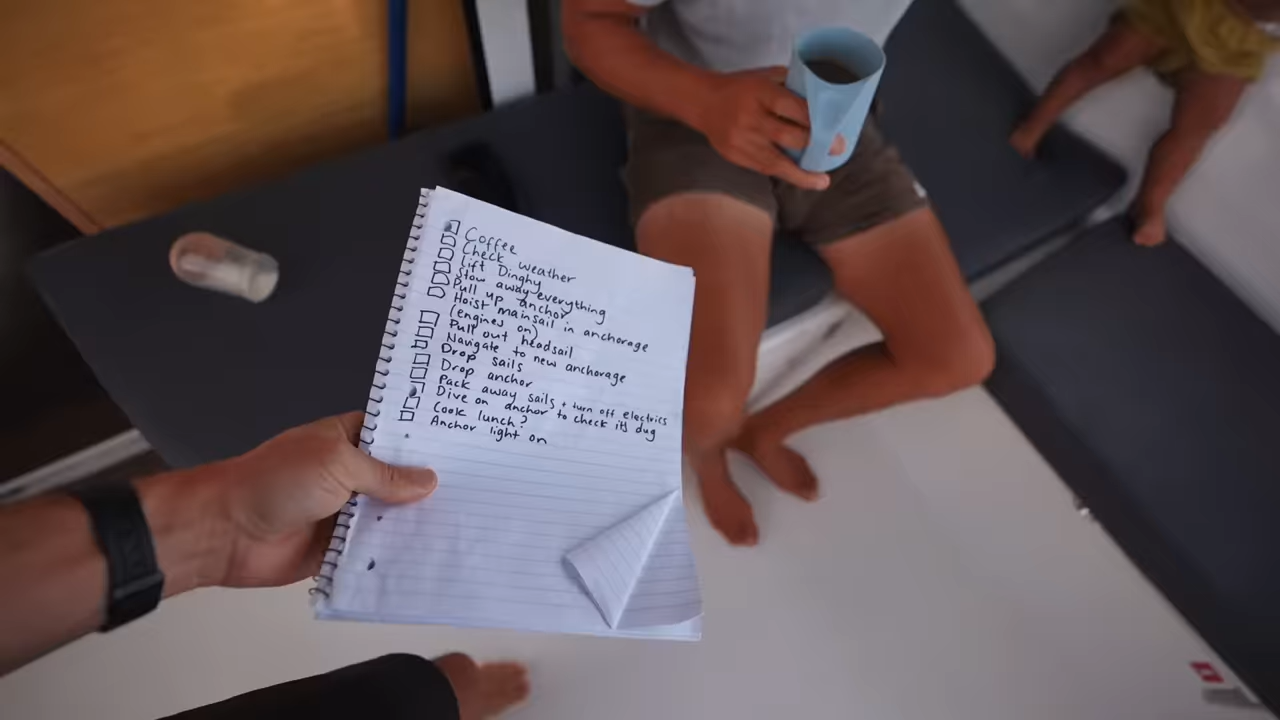 Coffee
Check weather
Lift Dinghy
Stow away everything
Pull up anchor
Hoist mainsail in anchorage
(engines on)
Pull out headsail
Navigate to new anchorage
Drop sails
Drop anchor
Pack away sails + turn off electrics
Dive on anchor to check it's dug
Cook lunch?
Anchor light on